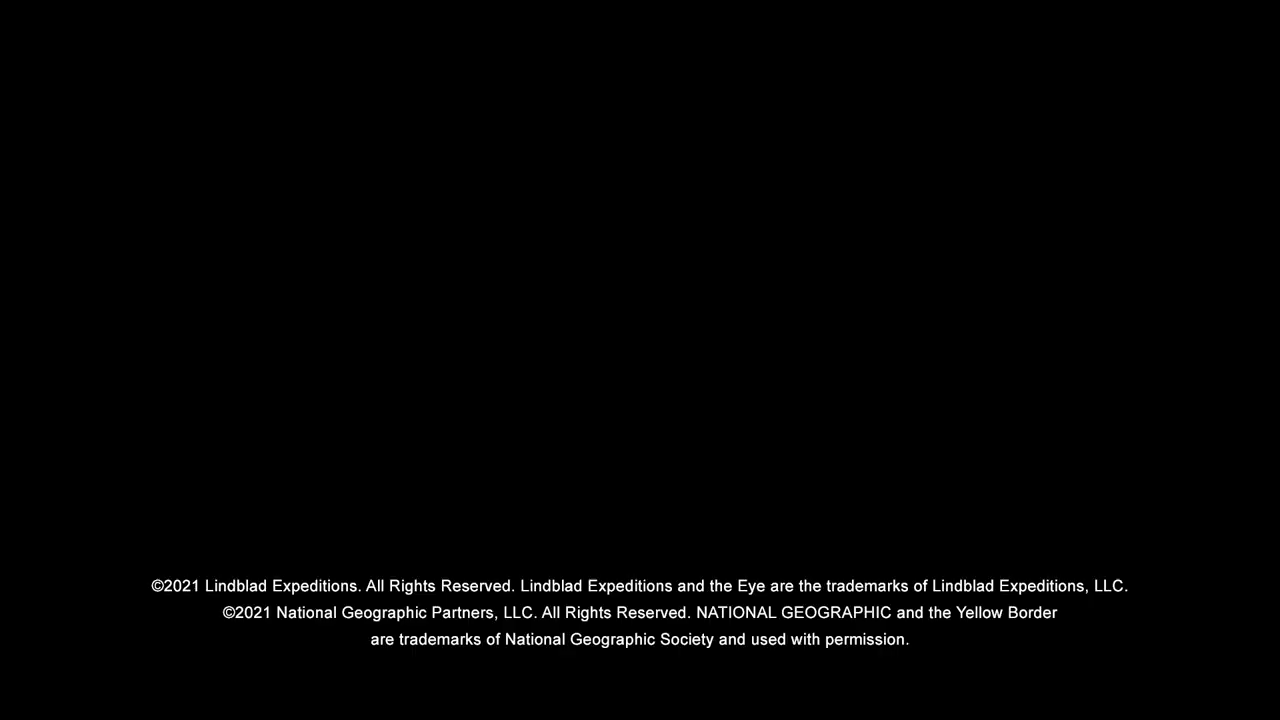 ©2021 Lindblad Expeditions. All Rights Reserved. Lindblad Expeditions and the Eye are the trademarks of Lindblad Expeditions, LLC.
©2021 National Geographic Partners, LLC. All Rights Reserved. NATIONAL GEOGRAPHIC and the Yellow Border
are trademarks of National Geographic Society and used with permission.